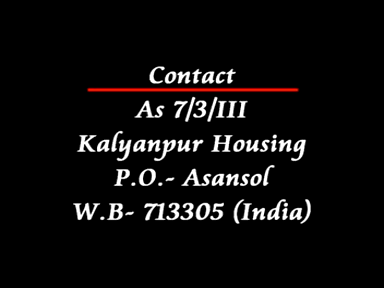 Contact
As 7/3/III
Kalyanpur Housing
P.O.- Asansol
W.B- 713305 (India)